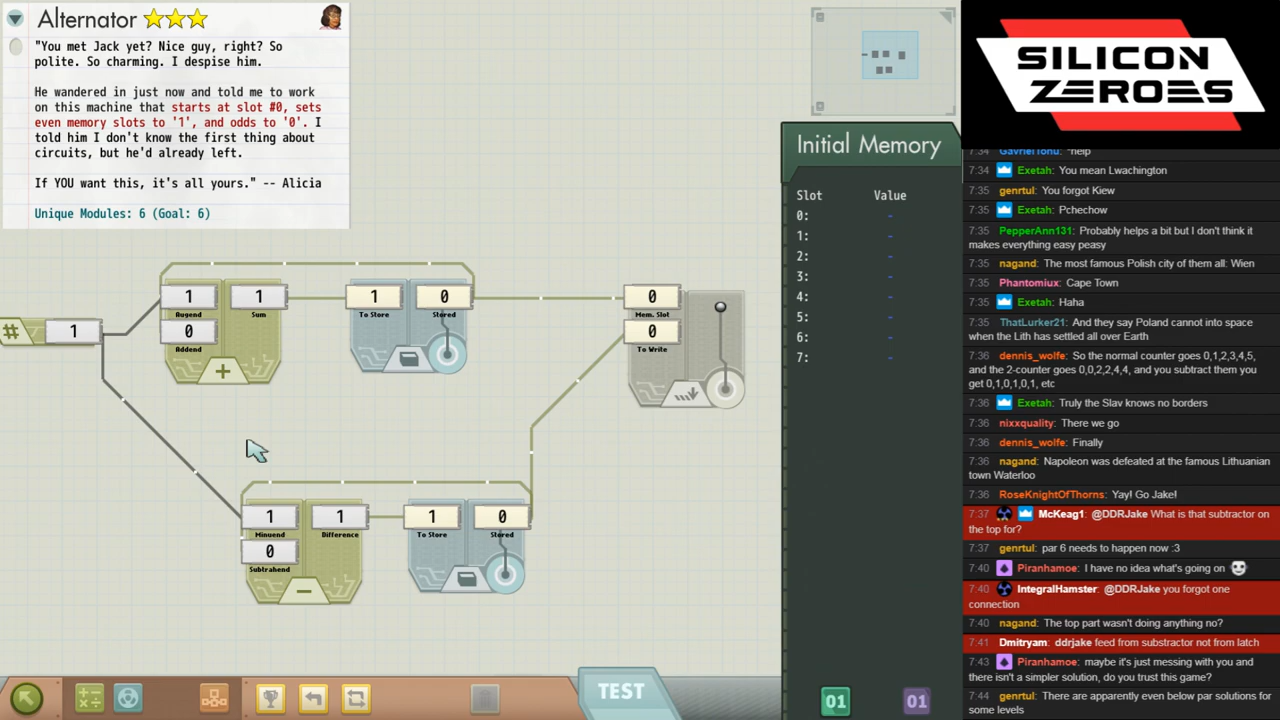 Alternator
"You met Jack yet? Nice guy, right? So
polite. So charming. I despise him.
He wandered in just now and told me to work
on this machine that starts at slot #0, sets
even memory slots to '1', and odds to '0'. I
told him I don't know the first thing about
circuits, but he'd already left.
If YOU want this, it's all yours." -- Alicia
Unique Modules: 6 (Goal: 6)
# 1
1 1
Augend Sum
0
Addend
+
1 0
To Store Stored
0
Mem. Slot
0
To Write
1 1
Minuend Difference
0
Subtrahend
−
1 0
To Store Stored
TEST
Initial Memory
Slot Value
0: -
1: -
2: -
3: -
4: -
5: -
6: -
7: -
01 01
SILICON
ZEROES
7:34 GavrielTonu: *help
7:34 Exetah: You mean Lwachington
7:35 genrtul: You forgot Kiew
7:35 Exetah: Pchechow
7:35 PepperAnn131: Probably helps a bit but I don't think it
makes everything easy peasy
7:35 nagand: The most famous Polish city of them all: Wien
7:35 Phantomiux: Cape Town
7:35 Exetah: Haha
7:35 ThatLurker21: And they say Poland cannot into space
when the Lith has settled all over Earth
7:36 dennis_wolfe: So the normal counter goes 0,1,2,3,4,5,
and the 2-counter goes 0,0,2,2,4,4, and you subtract them you
get 0,1,0,1,0,1, etc
7:36 Exetah: Truly the Slav knows no borders
7:36 nixxquality: There we go
7:36 dennis_wolfe: Finally
7:36 nagand: Napoleon was defeated at the famous Lithuanian
town Waterloo
7:36 RoseKnightOfThorns: Yay! Go Jake!
7:37 McKeag1: @DDRJake What is that subtractor on
the top for?
7:37 genrtul: par 6 needs to happen now :3
7:40 Piranhamoe: I have no idea what's going on
7:40 IntegralHamster: @DDRJake you forgot one
connection
7:40 nagand: The top part wasn't doing anything no?
7:41 Dmitryam: ddrjake feed from substractor not from latch
7:43 Piranhamoe: maybe it's just messing with you and
there isn't a simpler solution, do you trust this game?
7:44 genrtul: There are apparently even below par solutions for
some levels